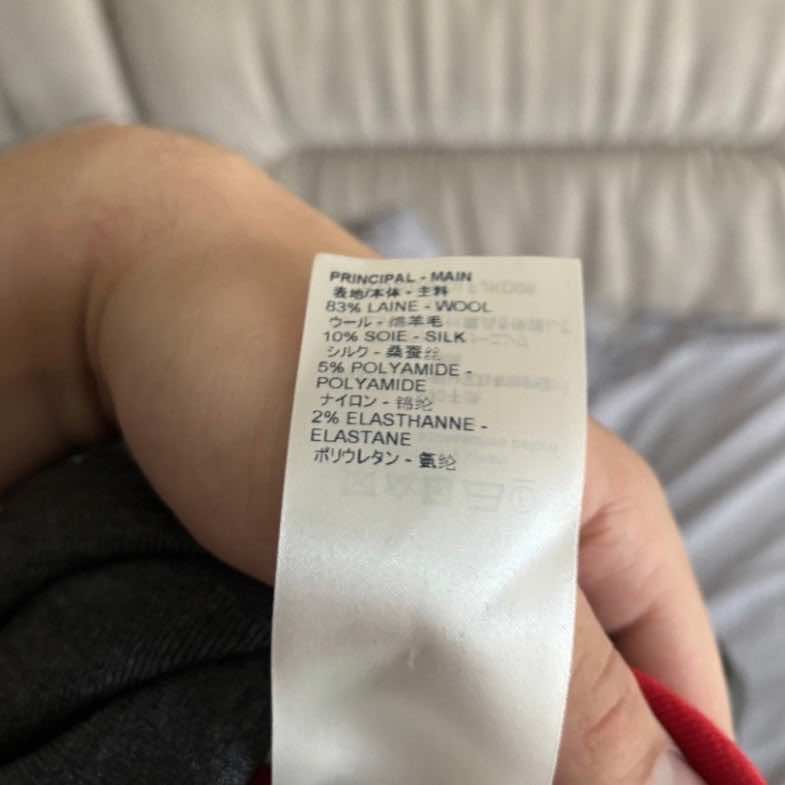 PRINCIPAL - MAIN
表地/本体 - 主料
83% LAINE - WOOL
ウール - 绵羊毛
10% SOIE - SILK
シルク - 桑蚕丝
5% POLYAMIDE -
POLYAMIDE
ナイロン - 锦纶
2% ELASTHANNE -
ELASTANE
ポリウレタン - 氨纶